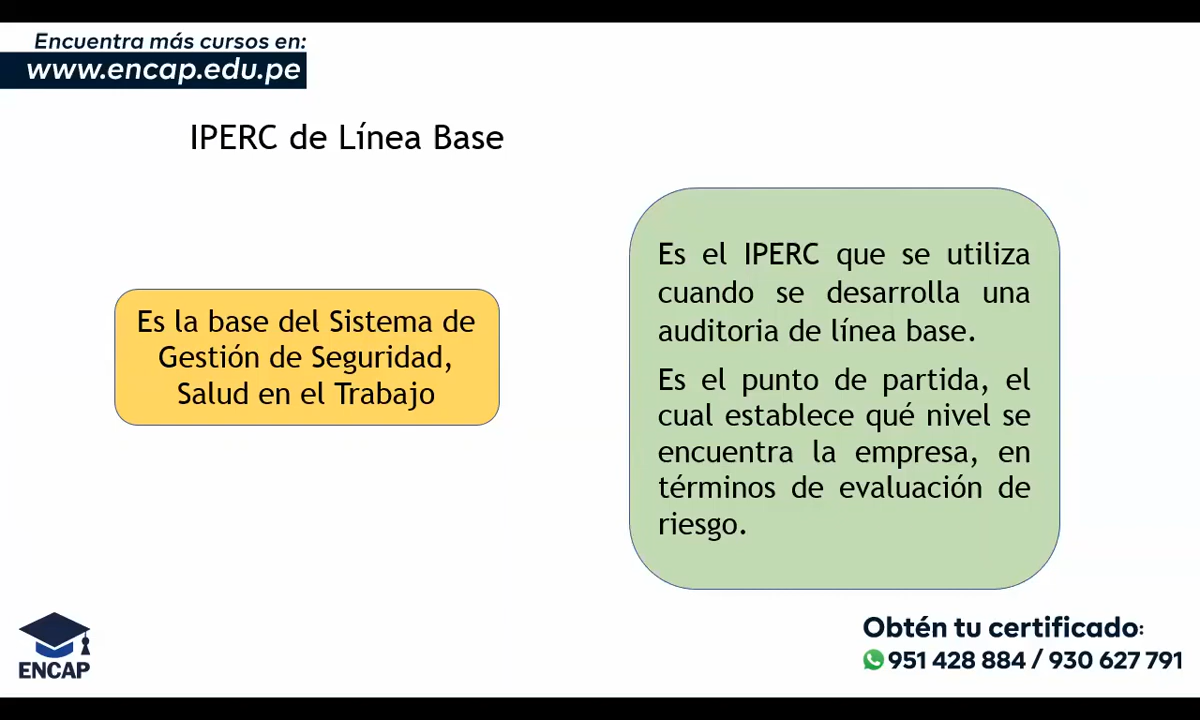 Encuentra más cursos en:
www.encap.edu.pe
IPERC de Línea Base
Es la base del Sistema de
Gestión de Seguridad,
Salud en el Trabajo
Es el IPERC que se utiliza
cuando se desarrolla una
auditoria de línea base.
Es el punto de partida, el
cual establece qué nivel se
encuentra la empresa, en
términos de evaluación de
riesgo.
ENCAP
Obtén tu certificado:
951 428 884 / 930 627 791